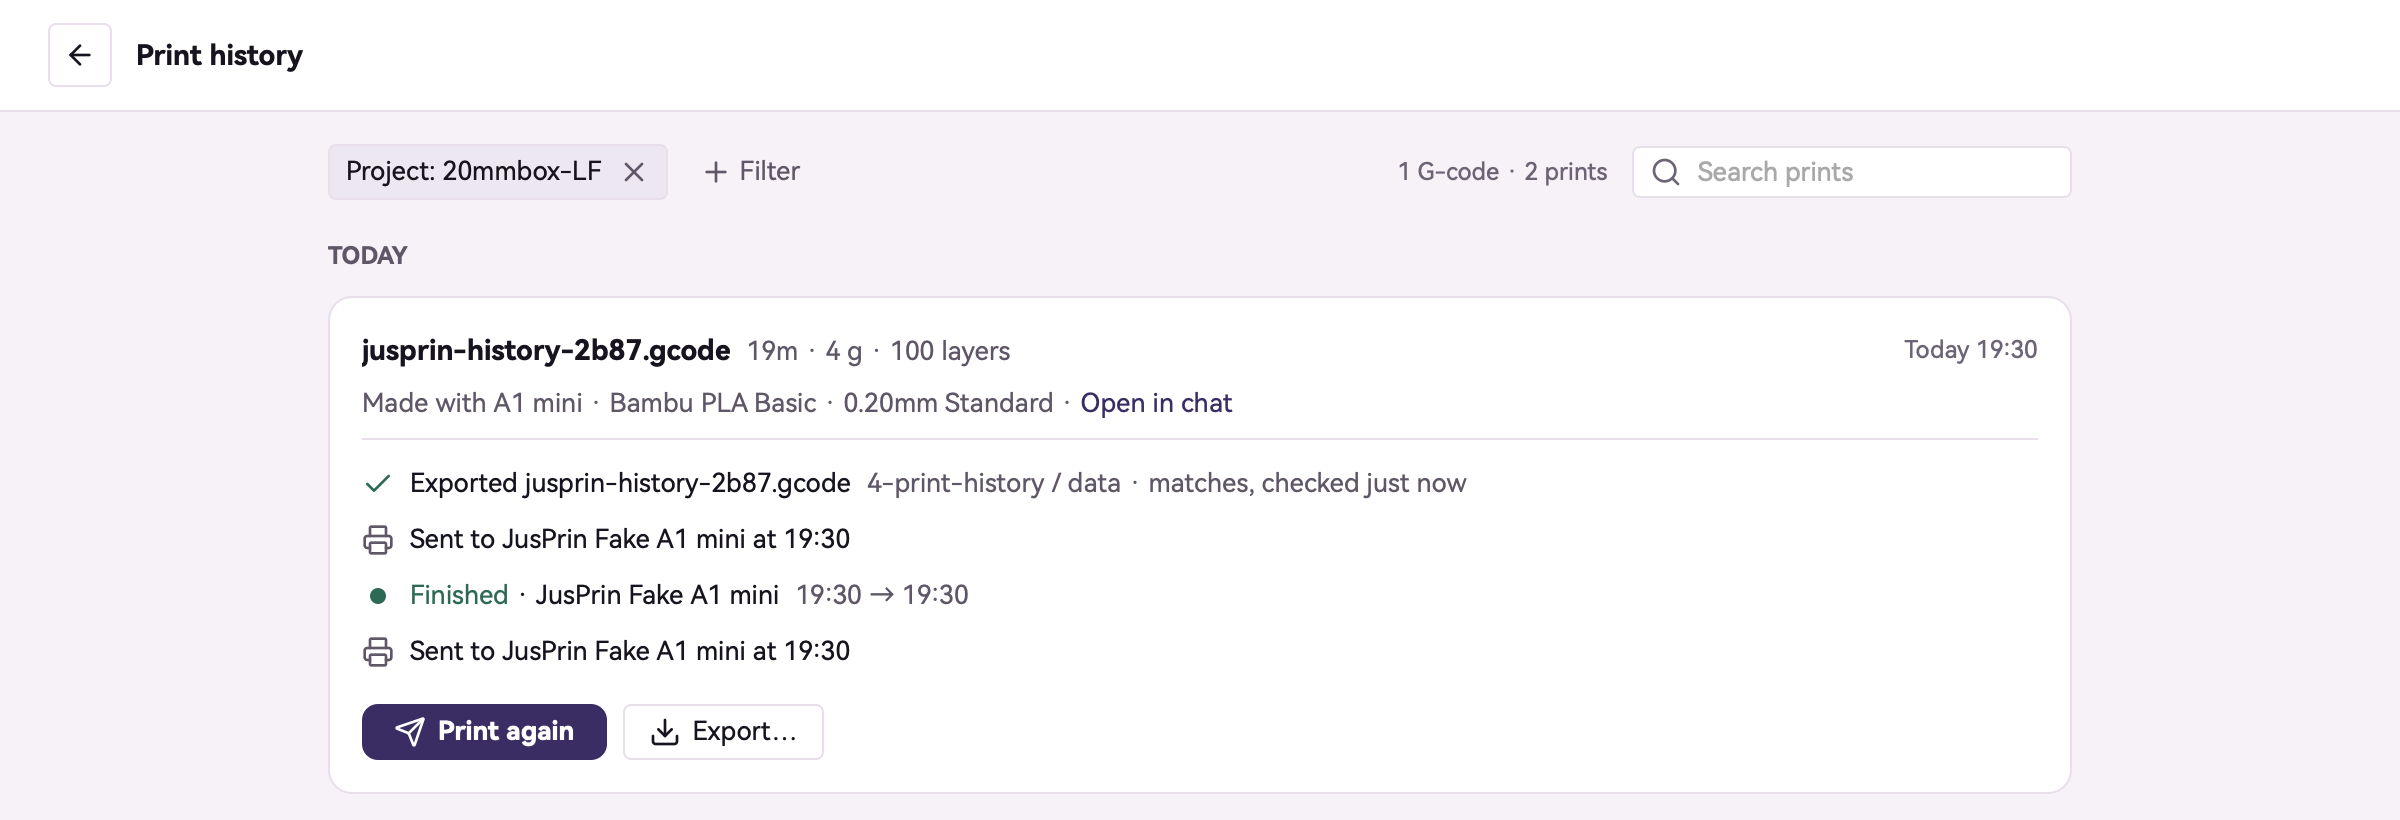 Print history
Project: 20mmbox-LF
Filter
1 G-code · 2 prints
Search prints
TODAY
jusprin-history-2b87.gcode 19m · 4 g · 100 layers
Today 19:30
Made with A1 mini · Bambu PLA Basic · 0.20mm Standard · Open in chat
Exported jusprin-history-2b87.gcode 4-print-history / data · matches, checked just now
Sent to JusPrin Fake A1 mini at 19:30
Finished · JusPrin Fake A1 mini 19:30 → 19:30
Sent to JusPrin Fake A1 mini at 19:30
Print again
Export...